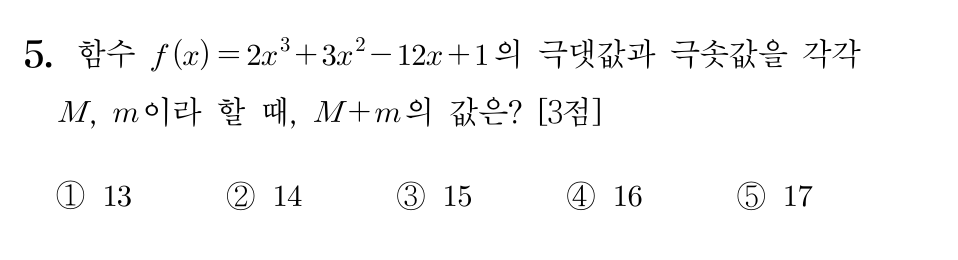 5. 함수 f(x)=2x³+3x²−12x+1의 극댓값과 극솟값을 각각
M, m이라 할 때, M+m의 값은? [3점]
① 13 ② 14 ③ 15 ④ 16 ⑤ 17